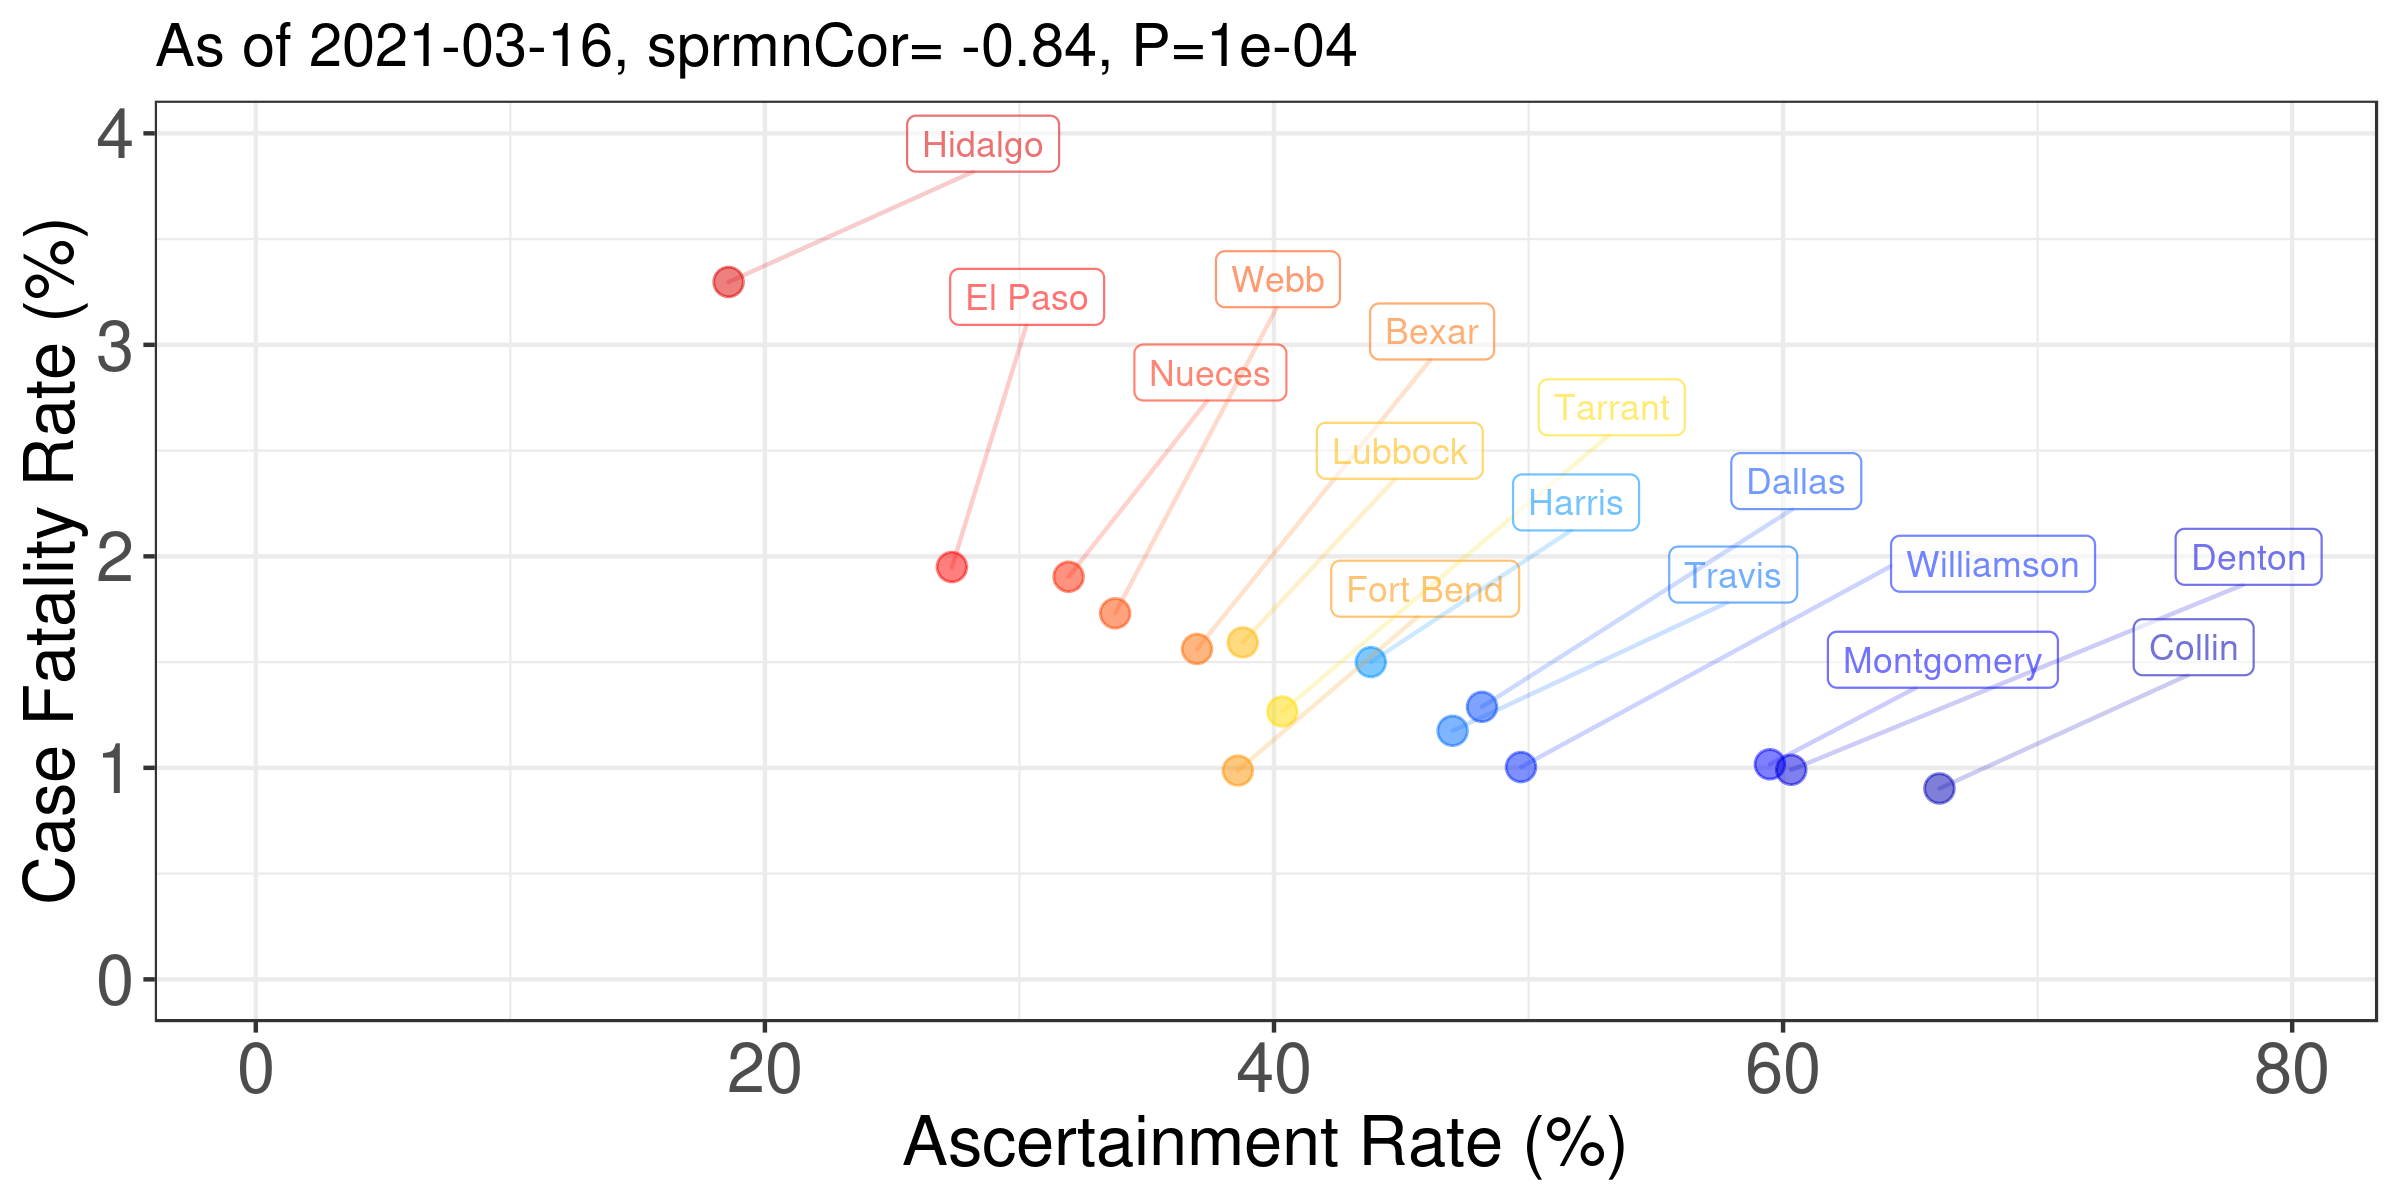 As of 2021-03-16, sprmnCor= -0.84, P=1e-04
Case Fatality Rate (%)
4
3
2
1
0
Hidalgo
El Paso
Webb
Nueces
Bexar
Lubbock
Tarrant
Harris
Fort Bend
Dallas
Travis
Williamson
Denton
Montgomery
Collin
0 20 40 60 80
Ascertainment Rate (%)